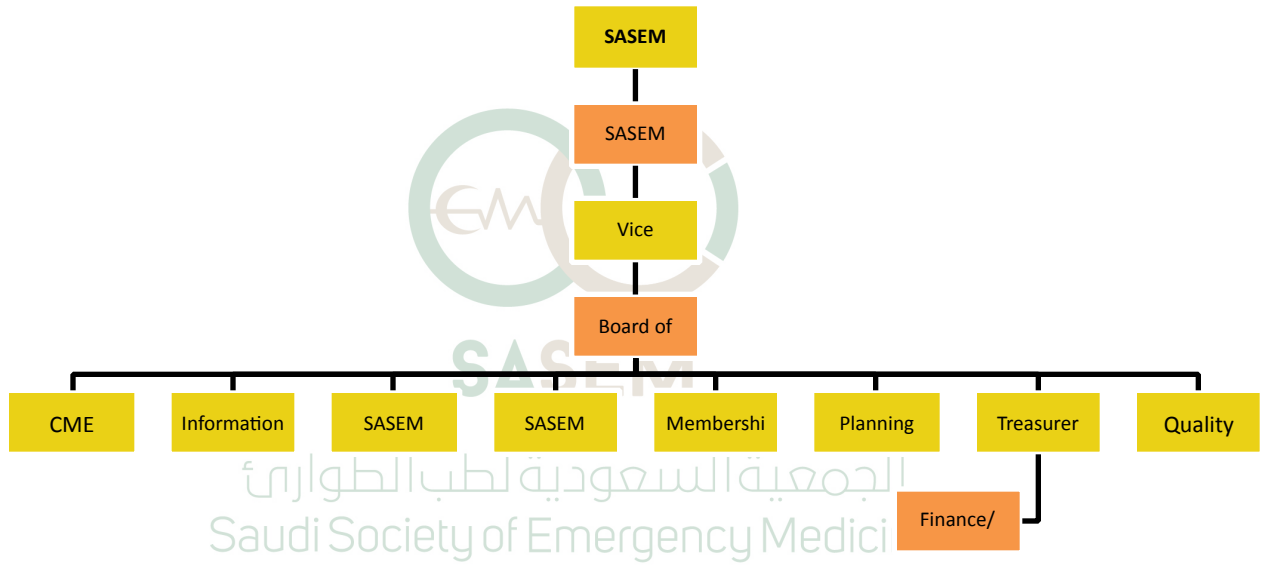 SASEM
SASEM
Vice
Board of
SASEM
CME
Information
SASEM
SASEM
Membershi
Planning
Treasurer
Quality
Finance/
الجمعية السعودية لطب الطوارئ
Saudi Society of Emergency Medici